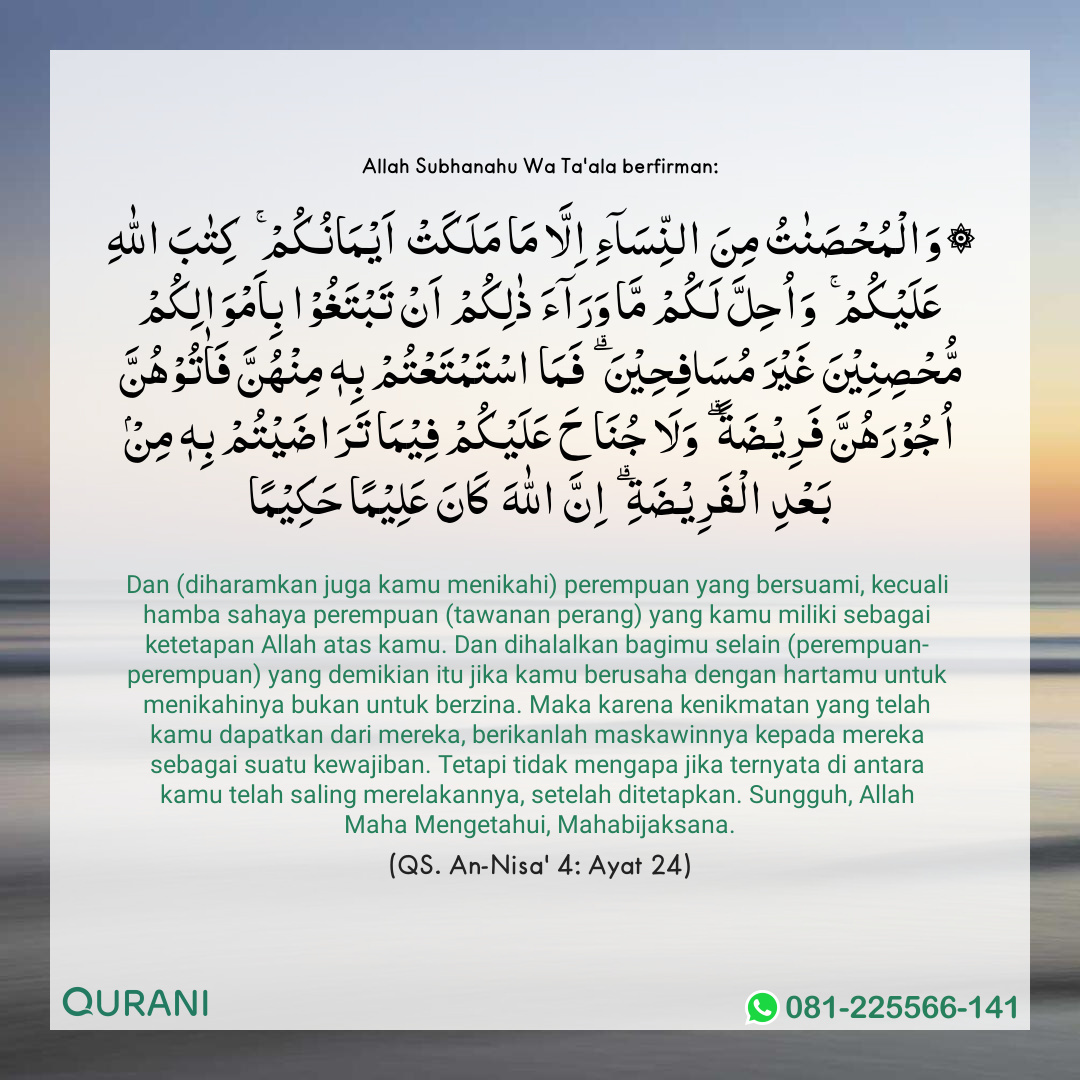 Allah Subhanahu Wa Ta'ala berfirman:
۞ وَالْمُحْصَنٰتُ مِنَ النِّسَآءِ اِلَّا مَا مَلَكَتْ اَيْمَانُكُمْ ۚ كِتٰبَ اللّٰهِ
عَلَيْكُمْ ۚ وَاُحِلَّ لَكُمْ مَّا وَرَآءَ ذٰلِكُمْ اَنْ تَبْتَغُوْا بِاَمْوَالِكُمْ
مُّحْصِنِيْنَ غَيْرَ مُسَافِحِيْنَ ۗ فَمَا اسْتَمْتَعْتُمْ بِهٖ مِنْهُنَّ فَاٰتُوْهُنَّ
اُجُوْرَهُنَّ فَرِيْضَةً ۗ وَلَا جُنَاحَ عَلَيْكُمْ فِيْمَا تَرَاضَيْتُمْ بِهٖ مِنْۢ
بَعْدِ الْفَرِيْضَةِ ۗ اِنَّ اللّٰهَ كَانَ عَلِيْمًا حَكِيْمًا
Dan (diharamkan juga kamu menikahi) perempuan yang bersuami, kecuali
hamba sahaya perempuan (tawanan perang) yang kamu miliki sebagai
ketetapan Allah atas kamu. Dan dihalalkan bagimu selain (perempuan-
perempuan) yang demikian itu jika kamu berusaha dengan hartamu untuk
menikahinya bukan untuk berzina. Maka karena kenikmatan yang telah
kamu dapatkan dari mereka, berikanlah maskawinnya kepada mereka
sebagai suatu kewajiban. Tetapi tidak mengapa jika ternyata di antara
kamu telah saling merelakannya, setelah ditetapkan. Sungguh, Allah
Maha Mengetahui, Mahabijaksana.
(QS. An-Nisa' 4: Ayat 24)
QURANI
081-225566-141